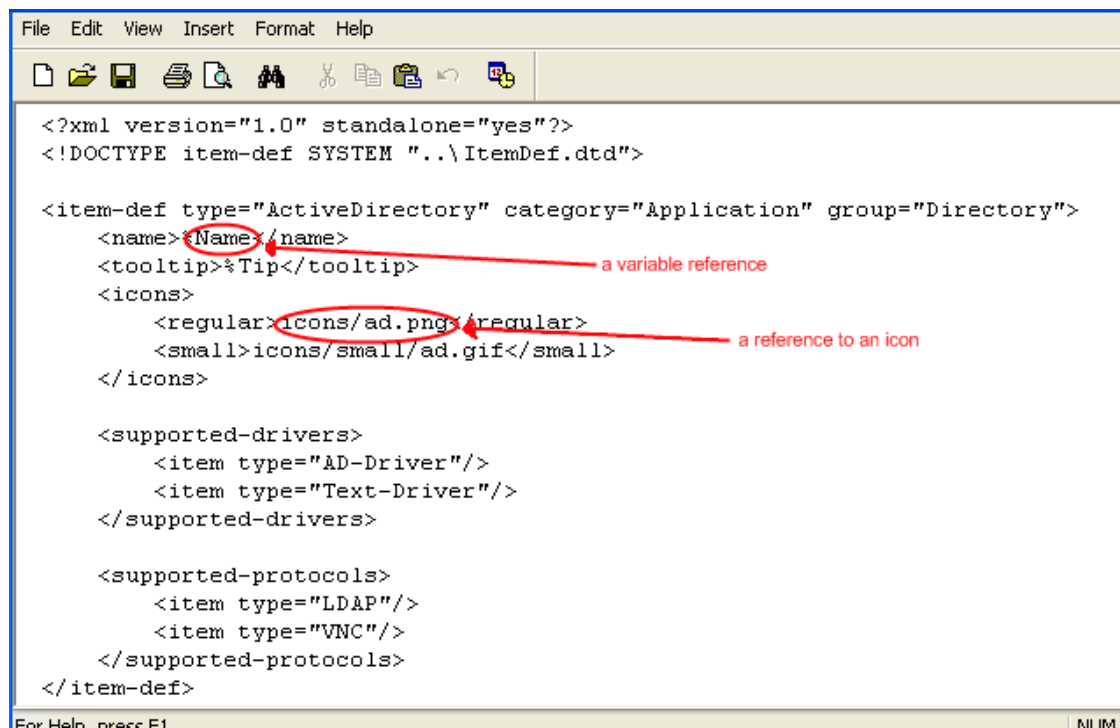 File Edit View Insert Format Help
<?xml version="1.0" standalone="yes"?>
<!DOCTYPE item-def SYSTEM "..\ItemDef.dtd">
<item-def type="ActiveDirectory" category="Application" group="Directory">
<name>%Name</name>
<tooltip>%Tip</tooltip>
a variable reference
<icons>
<regular>icons/ad.png</regular>
a reference to an icon
<small>icons/small/ad.gif</small>
</icons>
<supported-drivers>
<item type="AD-Driver"/>
<item type="Text-Driver"/>
</supported-drivers>
<supported-protocols>
<item type="LDAP"/>
<item type="VNC"/>
</supported-protocols>
</item-def>
For Help, press F1
NUM